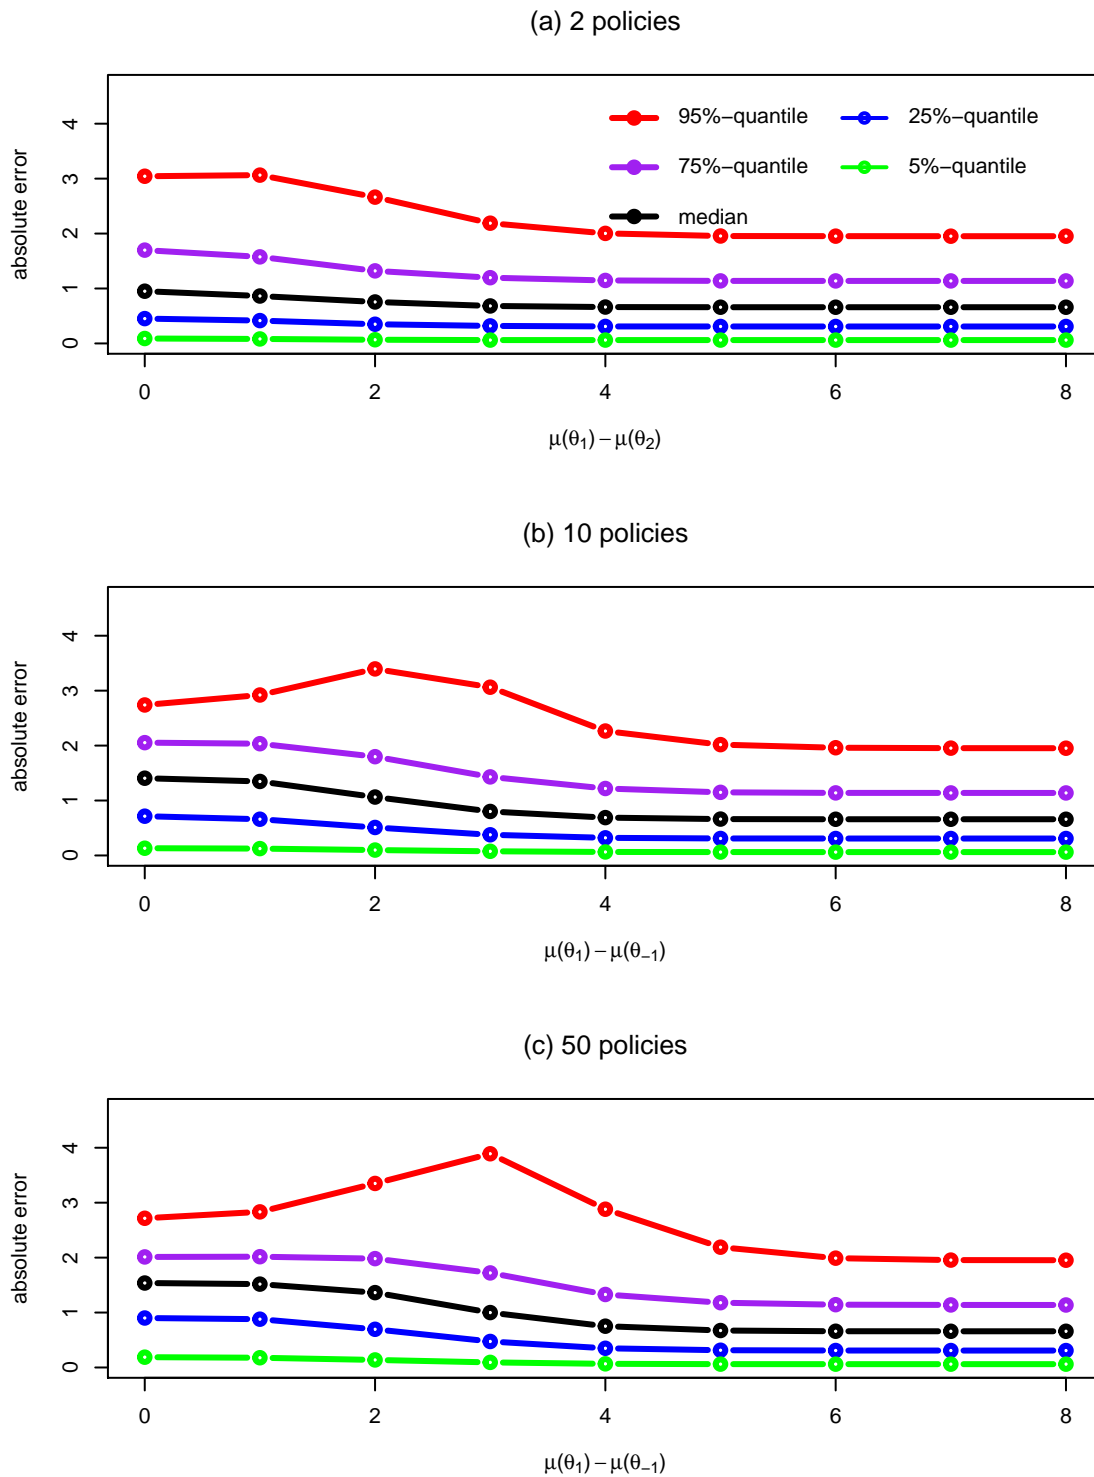 (a) 2 policies
absolute error
4
3
2
1
0
95%−quantile
75%−quantile
median
25%−quantile
5%−quantile
0 2 4 6 8
μ(θ₁) − μ(θ₂)
(b) 10 policies
absolute error
4
3
2
1
0
0 2 4 6 8
μ(θ₁) − μ(θ₋₁)
(c) 50 policies
absolute error
4
3
2
1
0
0 2 4 6 8
μ(θ₁) − μ(θ₋₁)